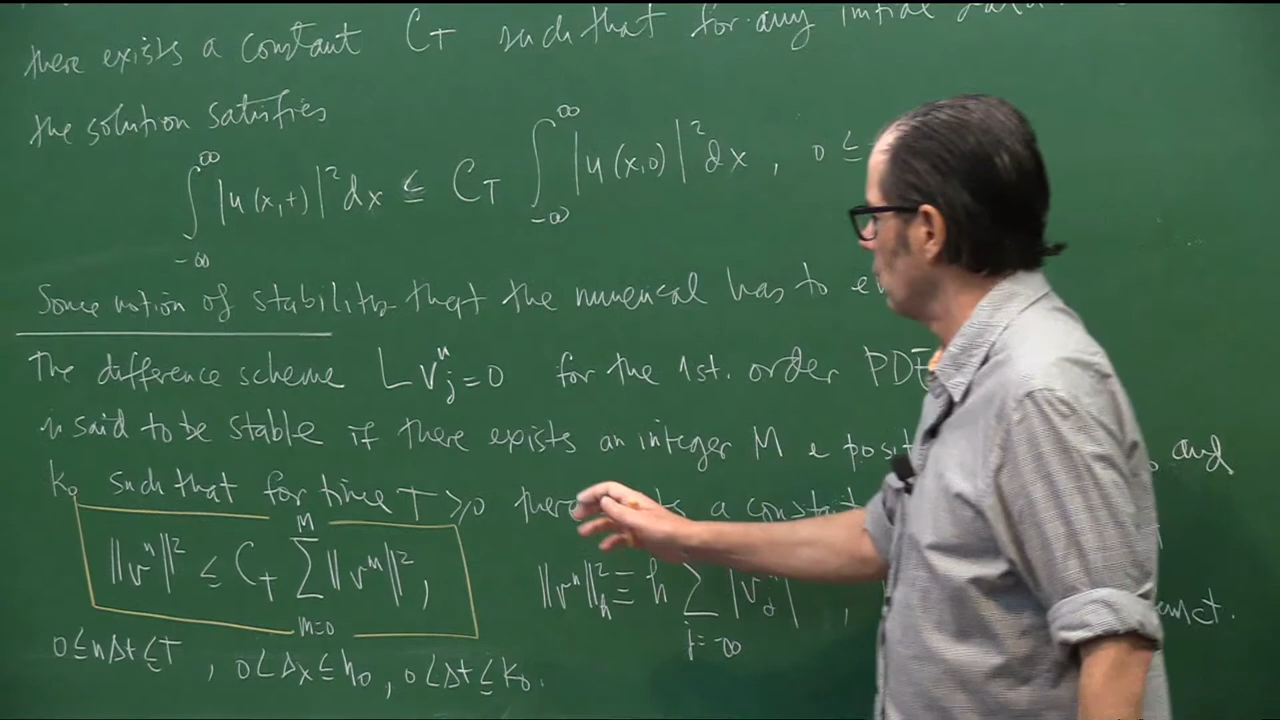 there exists a constant C_T such that for any initial
the solution satisfies
∫_{-∞}^{∞} |u(x,t)|² dx ≤ C_T ∫_{-∞}^{∞} |u(x,0)|² dx, 0 ≤
Some notion of stability that the numerical has to
The difference scheme L v_j^n = 0 for the 1st. order PDE
is said to be stable if there exists an integer M e posit and
k_0 such that for time T ≥ 0 there a constant
‖v^n‖² ≤ C_T ∑_{m=0}^{M} ‖v^m‖², ‖v^n‖_h² ≡ h ∑_{j=-∞} |v_j|,
0 ≤ nΔt ≤ T, 0 < Δx ≤ h_0, 0 < Δt ≤ k_0.